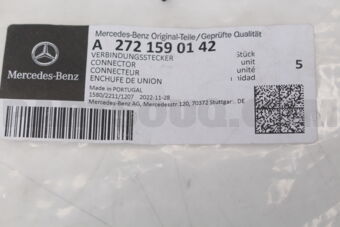 Mercedes-Benz Original-Teile/Geprüfte Qualität
A 272 159 01 42
VERBINDUNGSSTECKER
CONNECTOR
CONNECTEUR
ENCHUFE DE UNION
Stück
unit
unité
unidad
5
Mercedes-Benz
Made in PORTUGAL
1580/2211/1207 2022-11-28
Mercedes-Benz AG, Mercedesstr. 120, 70372 Stuttgart, DE